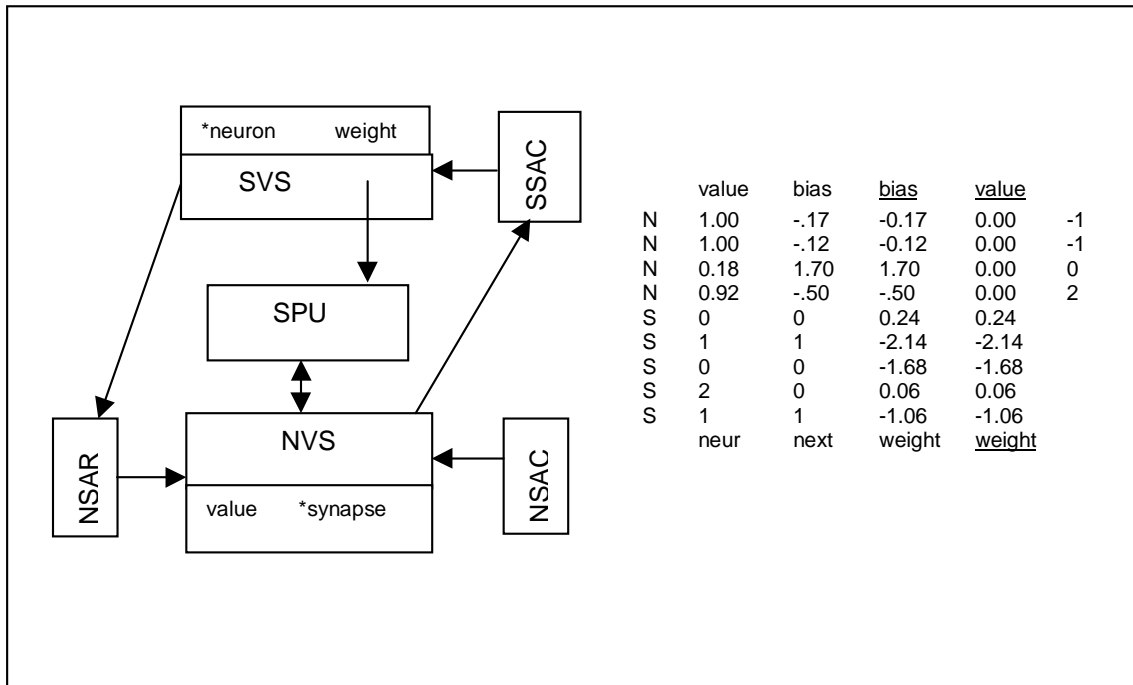 *neuron weight
SVS
SSAC
SPU
NVS
NSAR
NSAC
value *synapse
value bias bias value
N 1.00 -.17 -0.17 0.00 -1
N 1.00 -.12 -0.12 0.00 -1
N 0.18 1.70 1.70 0.00 0
N 0.92 -.50 -.50 0.00 2
S 0 0 0.24 0.24
S 1 1 -2.14 -2.14
S 0 0 -1.68 -1.68
S 2 0 0.06 0.06
S 1 1 -1.06 -1.06
neur next weight weight